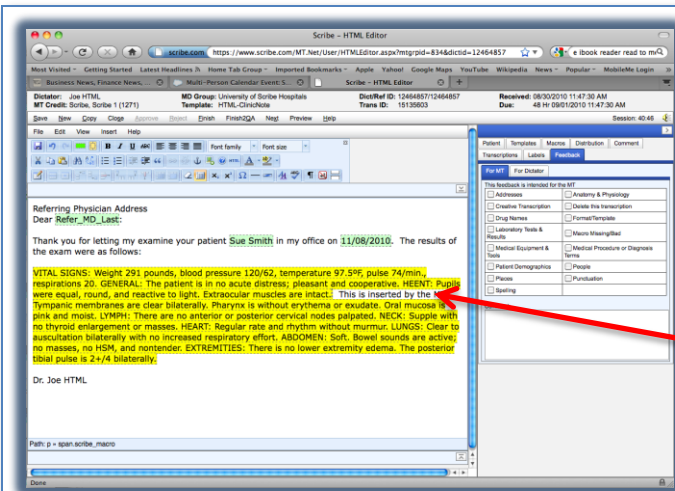 Scribe – HTML Editor
scribe.com https://www.scribe.com/MT.Net/User/HTMLEditor.aspx?mtgrpid=834&dictid=12464857
e ibook reader read to m
Most Visited Getting Started Latest Headlines Home Tab Group Imported Bookmarks Apple Yahoo! Google Maps YouTube Wikipedia News Popular MobileMe Login »
Business News, Finance News, ... Multi-Person Calendar Event: S... Scribe – HTML Editor +
Dictator: Joe HTML MD Group: University of Scribe Hospitals Dict/Ref ID: 12464857/12464857 Received: 08/30/2010 11:47:30 AM
MT Credit: Scribe, Scribe 1 (1271) Template: HTML-ClinicNote Trans ID: 15135603 Due: 48 Hr 09/01/2010 11:47:30 AM
Save New Copy Close Approve Reject Finish Finish2QA Next Preview Help Session: 40:46
File Edit View Insert Help
B I U ABC Font family Font size
Patient Templates Macros Distribution Comment
Transcriptions Labels Feedback
For MT For Dictator
This feedback is intended for the MT
Addresses Anatomy & Physiology
Creative Transcription Delete this transcription
Drug Names Format/Template
Laboratory Tests & Results Macro Missing/Bad
Medical Equipment & Tools Medical Procedure or Diagnosis Terms
Patient Demographics People
Places Punctuation
Spelling
Referring Physician Address
Dear Refer_MD_Last:
Thank you for letting my examine your patient Sue Smith in my office on 11/08/2010. The results of
the exam were as follows:
VITAL SIGNS: Weight 291 pounds, blood pressure 120/62, temperature 97.5ºF, pulse 74/min.,
respirations 20. GENERAL: The patient is in no acute distress; pleasant and cooperative. HEENT: Pupils
were equal, round, and reactive to light. Extraocular muscles are intact. This is inserted by the
Tympanic membranes are clear bilaterally. Pharynx is without erythema or exudate. Oral mucosa is
pink and moist. LYMPH: There are no anterior or posterior cervical nodes palpated. NECK: Supple with
no thyroid enlargement or masses. HEART: Regular rate and rhythm without murmur. LUNGS: Clear to
auscultation bilaterally with no increased respiratory effort. ABDOMEN: Soft. Bowel sounds are active;
no masses, no HSM, and nontender. EXTREMITIES: There is no lower extremity edema. The posterior
tibial pulse is 2+/4 bilaterally.
Dr. Joe HTML
Path: p » span.scribe_macro
Done